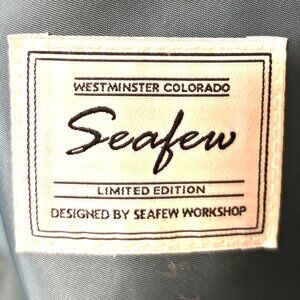 WESTMINSTER COLORADO
Seafew
LIMITED EDITION
DESIGNED BY SEAFEW WORKSHOP